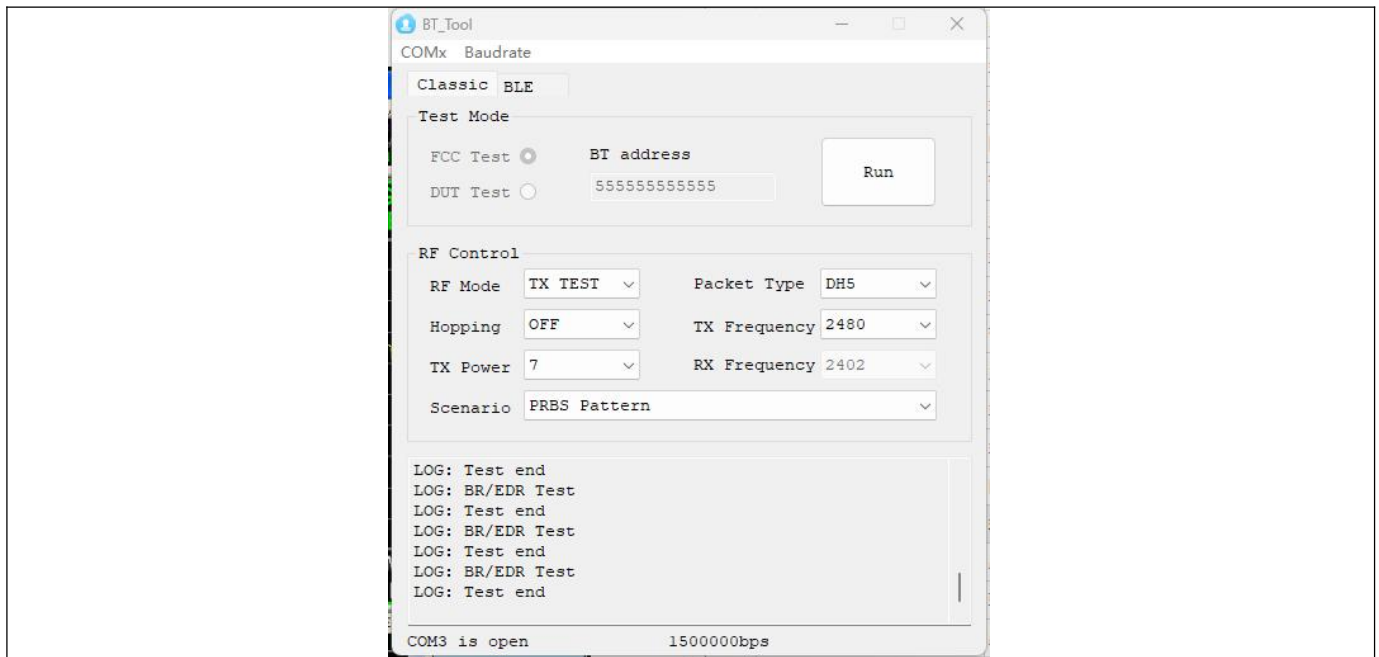 BT_Tool
COMx Baudrate
Classic BLE
Test Mode
FCC Test BT address
Run
DUT Test 555555555555
RF Control
RF Mode TX TEST Packet Type DH5
Hopping OFF TX Frequency 2480
TX Power 7 RX Frequency 2402
Scenario PRBS Pattern
LOG: Test end
LOG: BR/EDR Test
LOG: Test end
LOG: BR/EDR Test
LOG: Test end
LOG: BR/EDR Test
LOG: Test end
COM3 is open 1500000bps